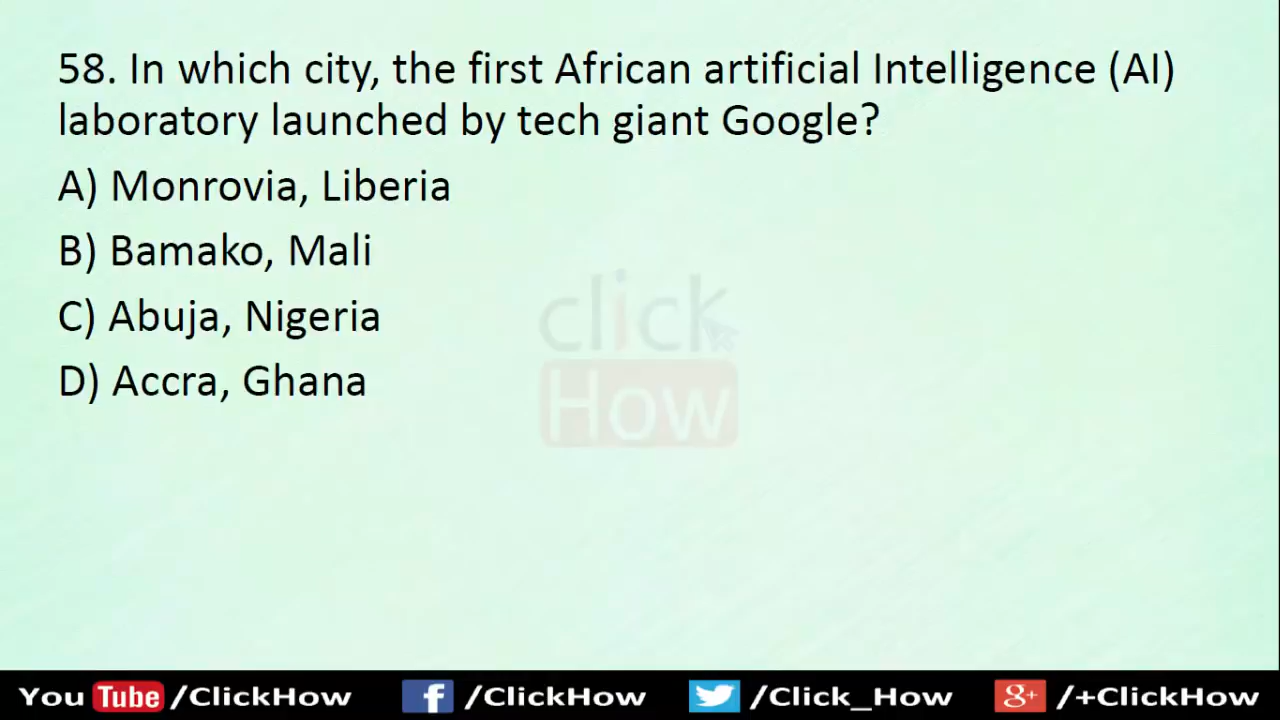 58. In which city, the first African artificial Intelligence (AI)
laboratory launched by tech giant Google?
A) Monrovia, Liberia
B) Bamako, Mali
C) Abuja, Nigeria
D) Accra, Ghana
click
How
You Tube /ClickHow f /ClickHow /Click_How g+ /+ClickHow